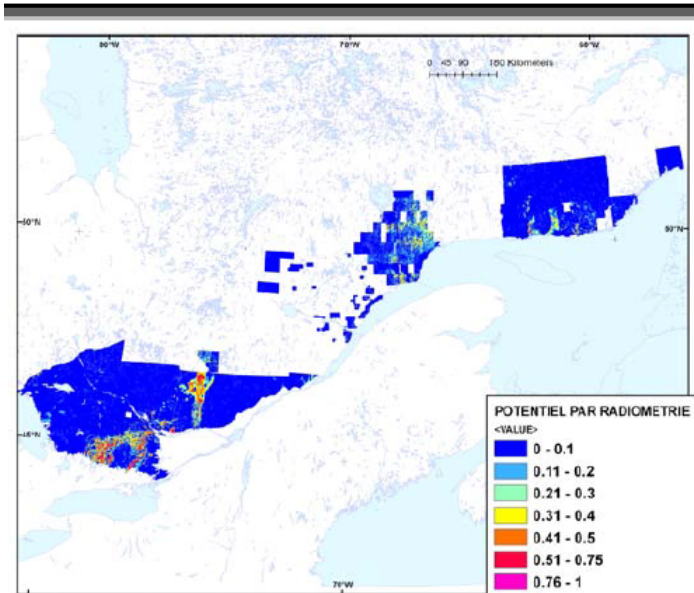 80°W 70°W 60°W
0 45 90 180 Kilometers
50°N 50°N
45°N
POTENTIEL PAR RADIOMETRIE
<VALUE>
0 - 0.1
0.11 - 0.2
0.21 - 0.3
0.31 - 0.4
0.41 - 0.5
0.51 - 0.75
0.76 - 1
70°W